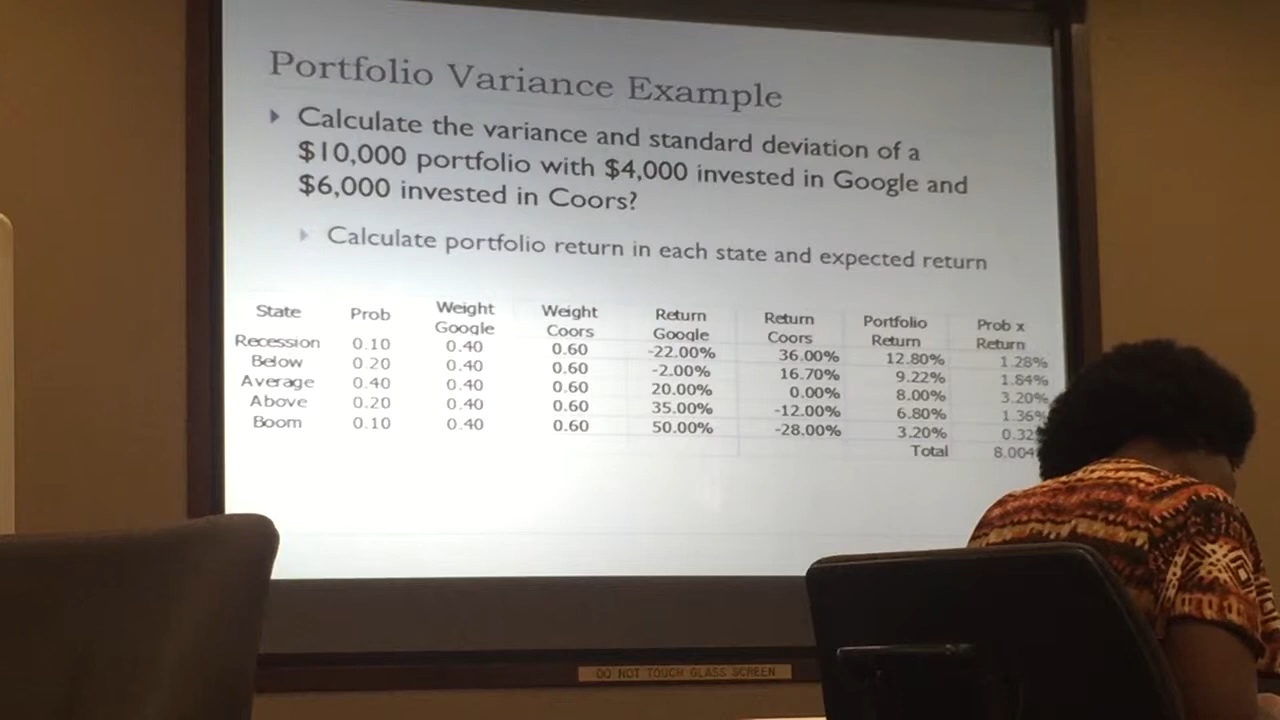 Portfolio Variance Example
Calculate the variance and standard deviation of a
$10,000 portfolio with $4,000 invested in Google and
$6,000 invested in Coors?
Calculate portfolio return in each state and expected return
State Prob Weight Google Weight Coors Return Google Return Coors Portfolio Return Prob x Return
Recession 0.10 0.40 0.60 -22.00% 36.00% 12.80% 1.28%
Below 0.20 0.40 0.60 -2.00% 16.70% 9.22% 1.84%
Average 0.40 0.40 0.60 20.00% 0.00% 8.00% 3.20%
Above 0.20 0.40 0.60 35.00% -12.00% 6.80% 1.36%
Boom 0.10 0.40 0.60 50.00% -28.00% 3.20% 0.32
Total 8.004
DO NOT TOUCH GLASS SCREEN